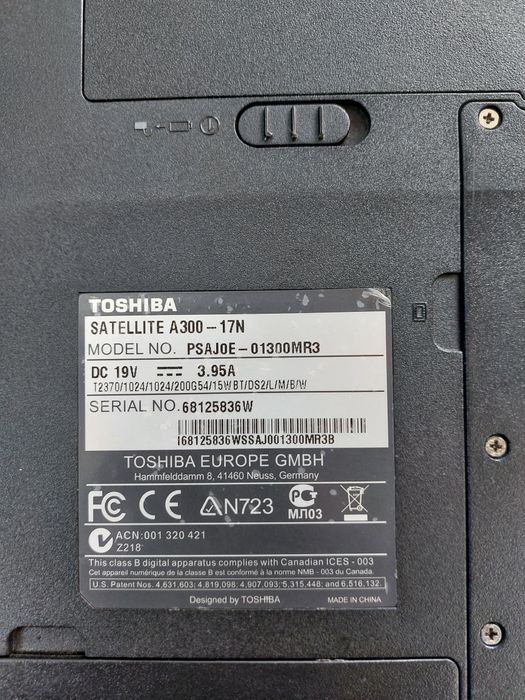 TOSHIBA
SATELLITE A300-17N
MODEL NO. PSAJ0E-01300MR3
DC 19V 3.95A
T2370/1024/1024/200G54/15WBT/DS2/L/M/B/W
SERIAL NO. 68125836W
I68125836WSSAJ001300MR3B
TOSHIBA EUROPE GMBH
Hammfelddamm 8, 41460 Neuss, Germany
FC CE N723 PG МЛ03
ACN:001 320 421
Z218
This class B digital apparatus complies with Canadian ICES - 003
Cet appareil numérique de la classe B est conformé à la norme NMB - 003 du Canada.
U.S. Patent Nos. 4,631,603; 4,819,098; 4,907,093; 5,315,448; and 6,516,132.
Designed by TOSHIBA MADE IN CHINA